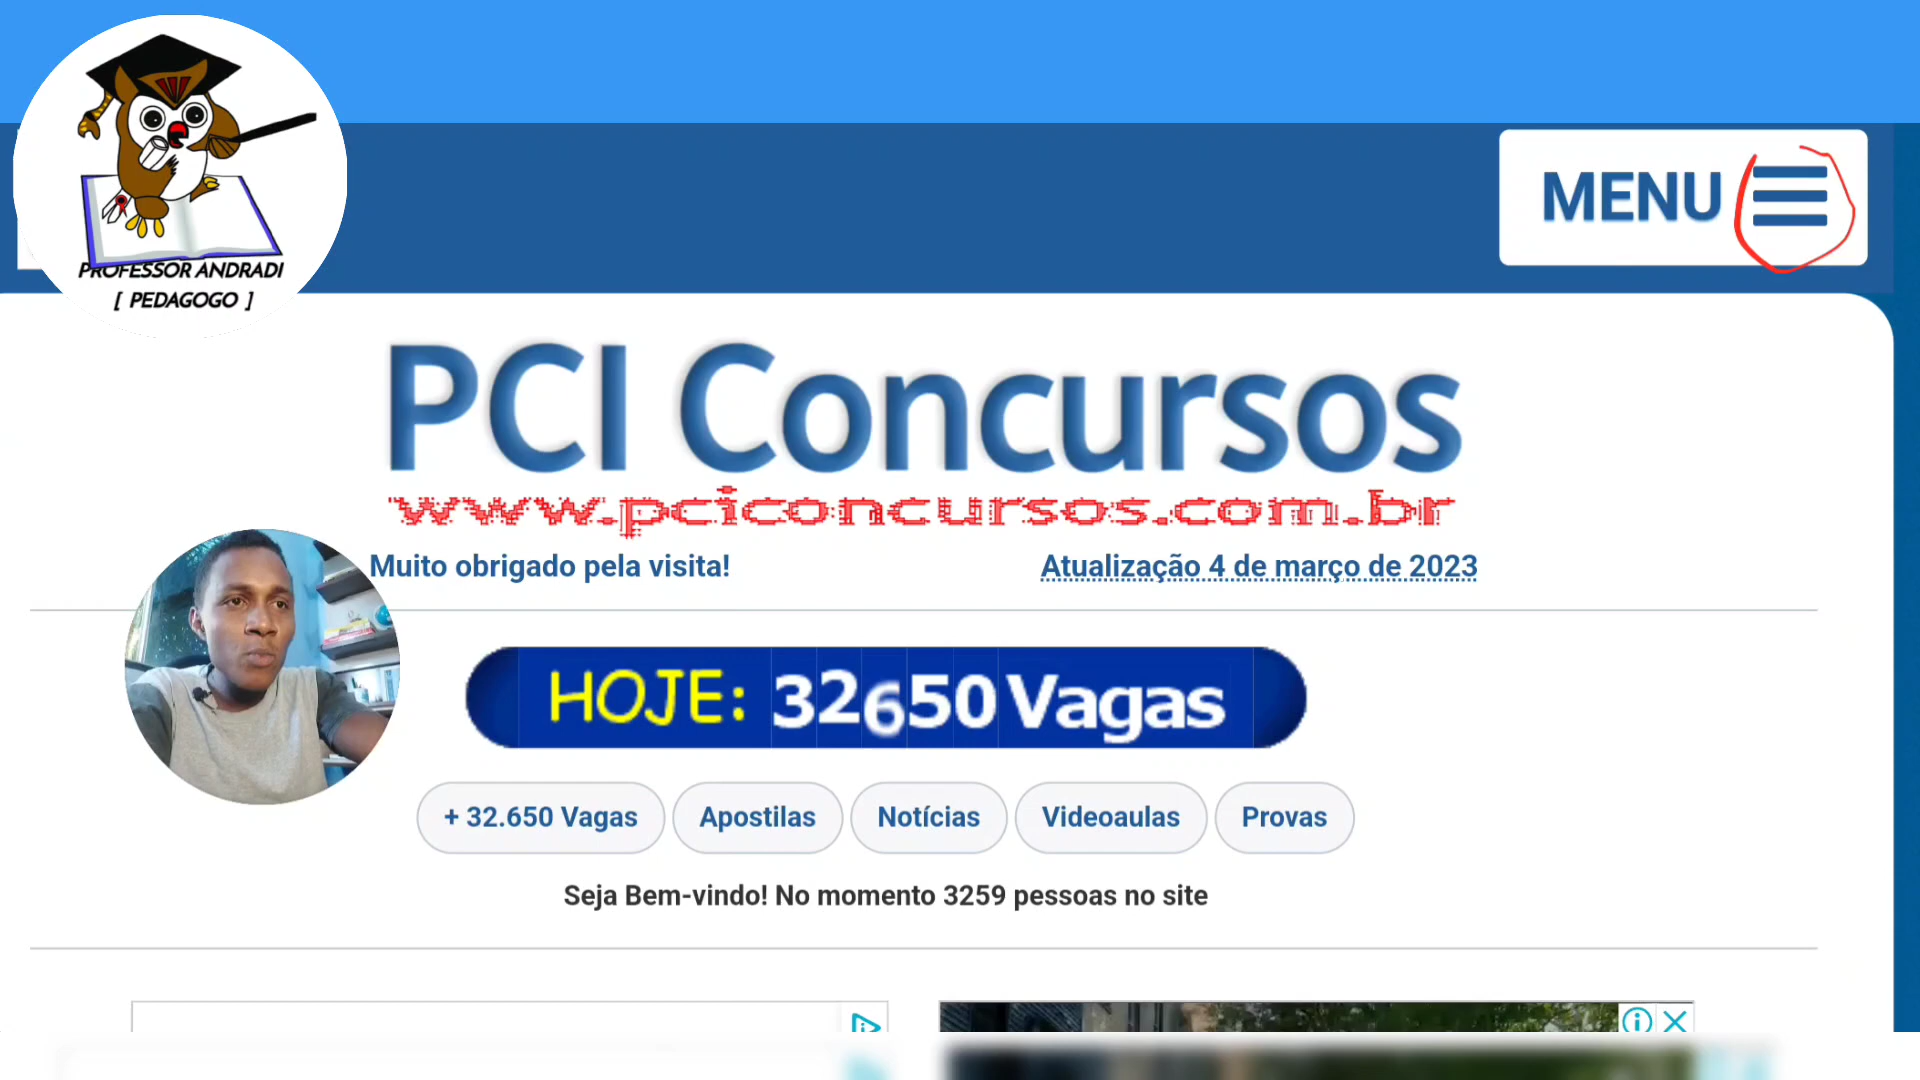 PROFESSOR ANDRADI
[ PEDAGOGO ]
MENU
PCI Concursos
www.pciconcursos.com.br
Muito obrigado pela visita!
Atualização 4 de março de 2023
HOJE: 32650 Vagas
+ 32.650 Vagas
Apostilas
Notícias
Videoaulas
Provas
Seja Bem-vindo! No momento 3259 pessoas no site